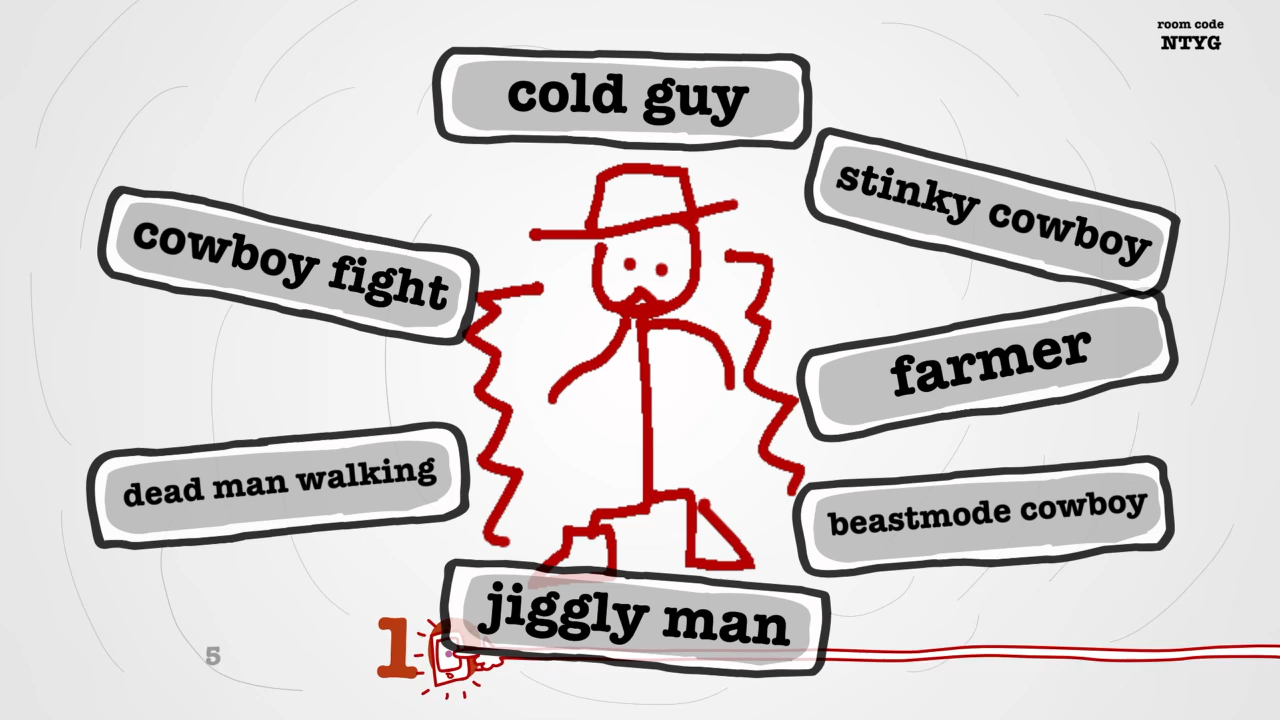 room code
NTYG
cold guy
stinky cowboy
cowboy fight
farmer
dead man walking
beastmode cowboy
jiggly man
5
1